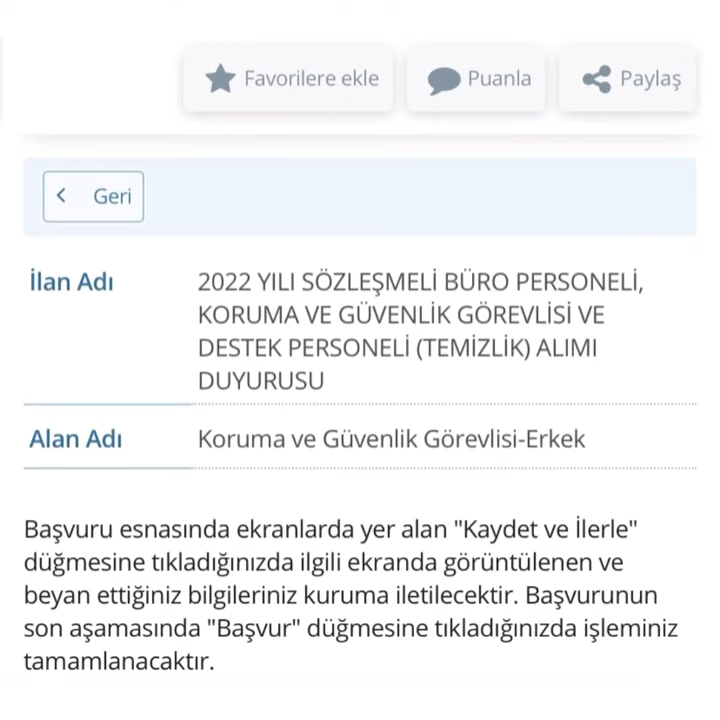 Favorilere ekle Puanla Paylaş
Geri
İlan Adı 2022 YILI SÖZLEŞMELİ BÜRO PERSONELİ,
KORUMA VE GÜVENLİK GÖREVLİSİ VE
DESTEK PERSONELİ (TEMİZLİK) ALIMI
DUYURUSU
Alan Adı Koruma ve Güvenlik Görevlisi-Erkek
Başvuru esnasında ekranlarda yer alan "Kaydet ve İlerle"
düğmesine tıkladığınızda ilgili ekranda görüntülenen ve
beyan ettiğiniz bilgileriniz kuruma iletilecektir. Başvurunun
son aşamasında "Başvur" düğmesine tıkladığınızda işleminiz
tamamlanacaktır.